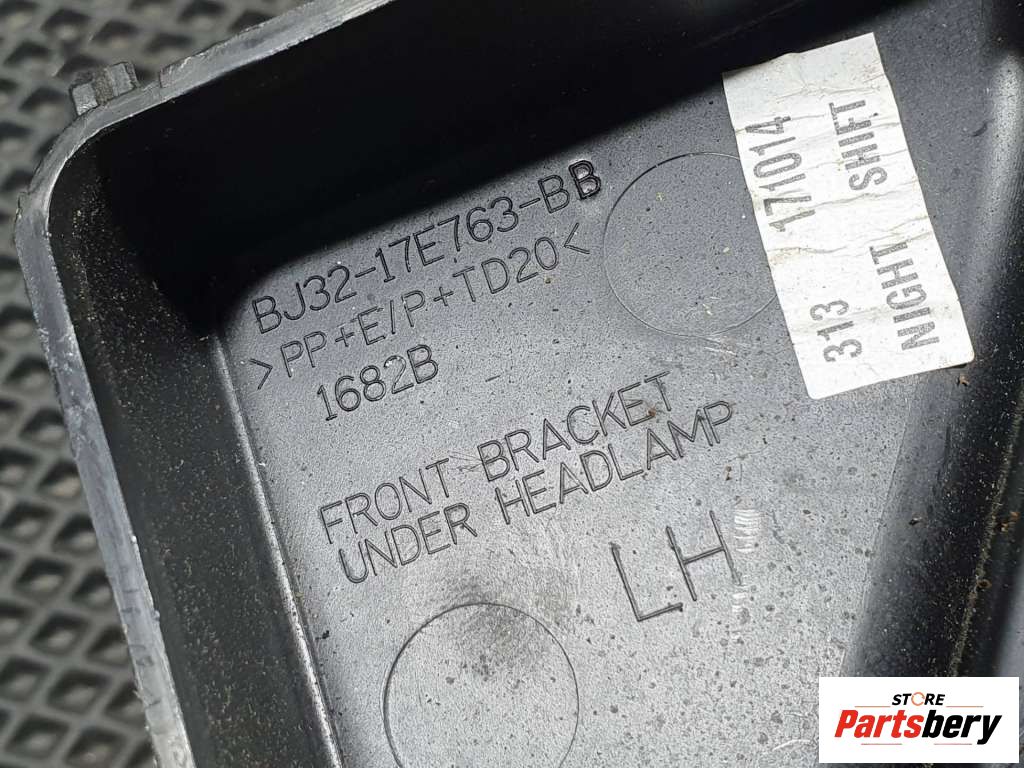 BJ32-17E763-BB
>PP+E/P+TD20<
1682B
FRONT BRACKET
UNDER HEADLAMP
LH
313 171014
NIGHT SHIFT
STORE
Partsbery